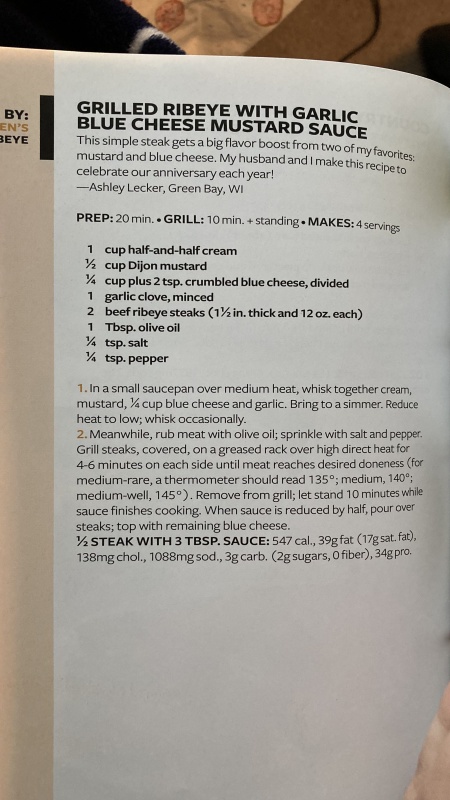 BY:
EN'S
BEYE
GRILLED RIBEYE WITH GARLIC
BLUE CHEESE MUSTARD SAUCE
This simple steak gets a big flavor boost from two of my favorites:
mustard and blue cheese. My husband and I make this recipe to
celebrate our anniversary each year!
—Ashley Lecker, Green Bay, WI
PREP: 20 min. • GRILL: 10 min. + standing • MAKES: 4 servings
1 cup half-and-half cream
½ cup Dijon mustard
¼ cup plus 2 tsp. crumbled blue cheese, divided
1 garlic clove, minced
2 beef ribeye steaks (1½ in. thick and 12 oz. each)
1 Tbsp. olive oil
¼ tsp. salt
¼ tsp. pepper
1. In a small saucepan over medium heat, whisk together cream,
mustard, ¼ cup blue cheese and garlic. Bring to a simmer. Reduce
heat to low; whisk occasionally.
2. Meanwhile, rub meat with olive oil; sprinkle with salt and pepper.
Grill steaks, covered, on a greased rack over high direct heat for
4-6 minutes on each side until meat reaches desired doneness (for
medium-rare, a thermometer should read 135°; medium, 140°;
medium-well, 145°). Remove from grill; let stand 10 minutes while
sauce finishes cooking. When sauce is reduced by half, pour over
steaks; top with remaining blue cheese.
½ STEAK WITH 3 TBSP. SAUCE: 547 cal., 39g fat (17g sat. fat),
138mg chol., 1088mg sod., 3g carb. (2g sugars, 0 fiber), 34g pro.